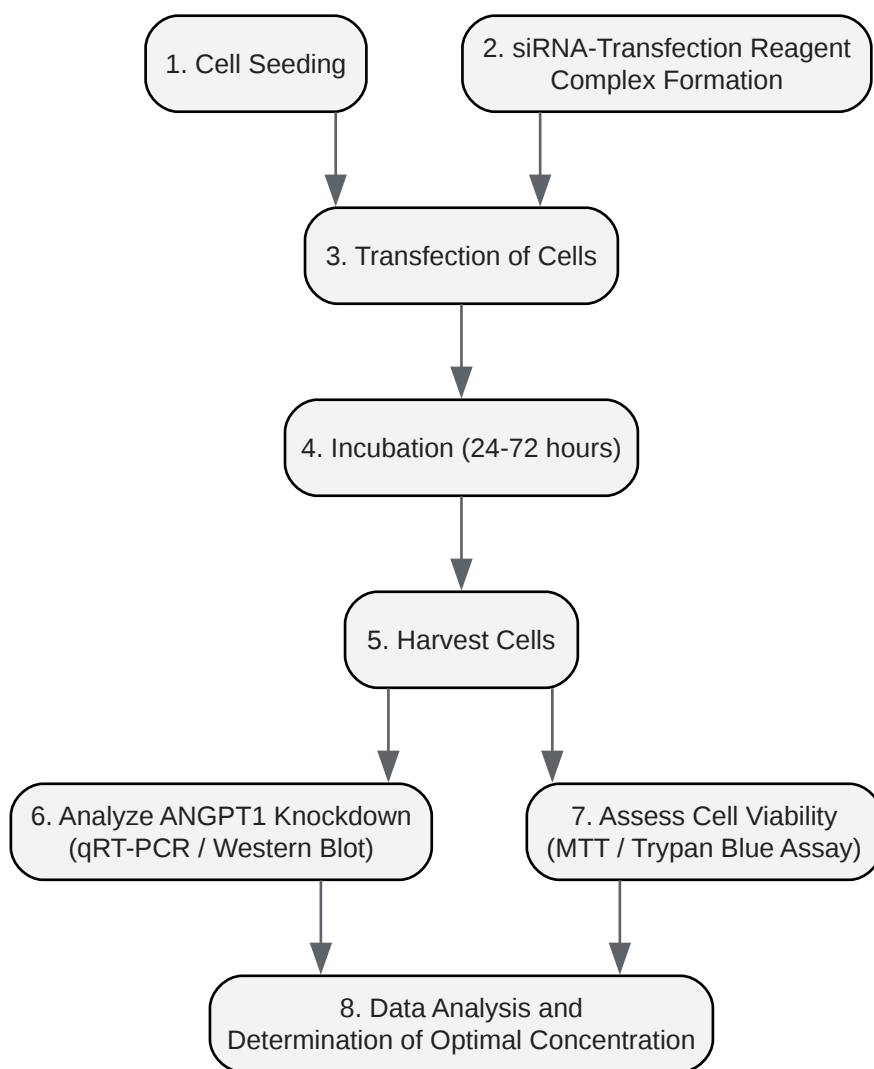 1. Cell Seeding
2. siRNA-Transfection Reagent
Complex Formation
3. Transfection of Cells
4. Incubation (24-72 hours)
5. Harvest Cells
6. Analyze ANGPT1 Knockdown
(qRT-PCR / Western Blot)
7. Assess Cell Viability
(MTT / Trypan Blue Assay)
8. Data Analysis and
Determination of Optimal Concentration